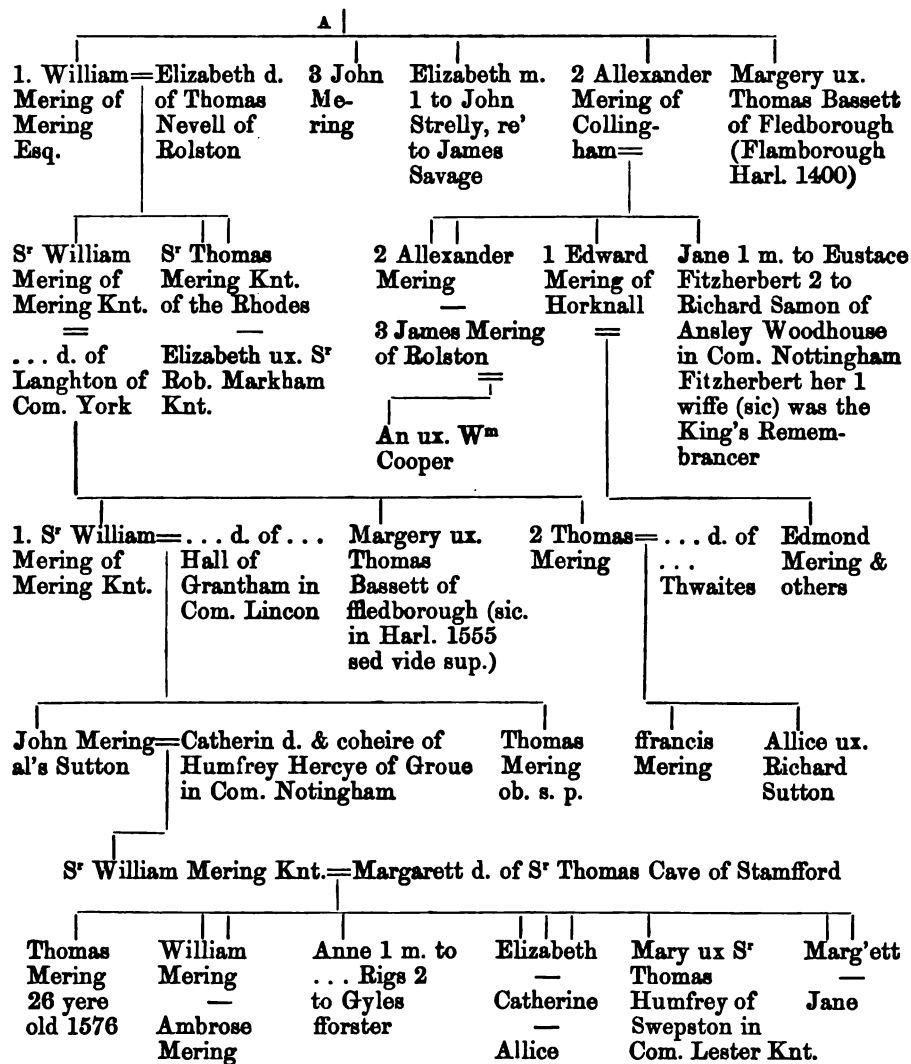 A
1. William=Elizabeth d.
Mering of
Mering
Esq.
of Thomas
Nevell of
Rolston
3 John
Me-
ring
Elizabeth m.
1 to John
Strelly, re'
to James
Savage
2 Allexander
Mering of
Colling-
ham=
Margery ux.
Thomas Bassett
of Fledborough
(Flamborough
Harl. 1400)
Sʳ William
Mering of
Mering Knt.
=
... d. of
Langhton of
Com. York
Sʳ Thomas
Mering Knt.
of the Rhodes
—
Elizabeth ux. Sʳ
Rob. Markham
Knt.
2 Allexander
Mering
—
3 James Mering
of Rolston
=
An ux. Wᵐ
Cooper
1 Edward
Mering of
Horknall
=
Jane 1 m. to Eustace
Fitzherbert 2 to
Richard Samon of
Ansley Woodhouse
in Com. Nottingham
Fitzherbert her 1
wiffe (sic) was the
King's Remem-
brancer
1. Sʳ William=... d. of ...
Mering of
Mering Knt.
Hall of
Grantham in
Com. Lincon
Margery ux.
Thomas
Bassett of
ffledborough (sic.
in Harl. 1555
sed vide sup.)
2 Thomas=... d. of
Mering
...
Thwaites
Edmond
Mering &
others
John Mering=Catherin d. & coheire of
al's Sutton
Humfrey Hercye of Groue
in Com. Notingham
Thomas
Mering
ob. s. p.
ffrancis
Mering
Allice ux.
Richard
Sutton
Sʳ William Mering Knt.=Margarett d. of Sʳ Thomas Cave of Stamfford
Thomas
Mering
26 yere
old 1576
William
Mering
—
Ambrose
Mering
Anne 1 m. to
... Rigs 2
to Gyles
fforster
Elizabeth
—
Catherine
—
Allice
Mary ux Sʳ
Thomas
Humfrey of
Swepston in
Com. Lester Knt.
Marg'ett
—
Jane